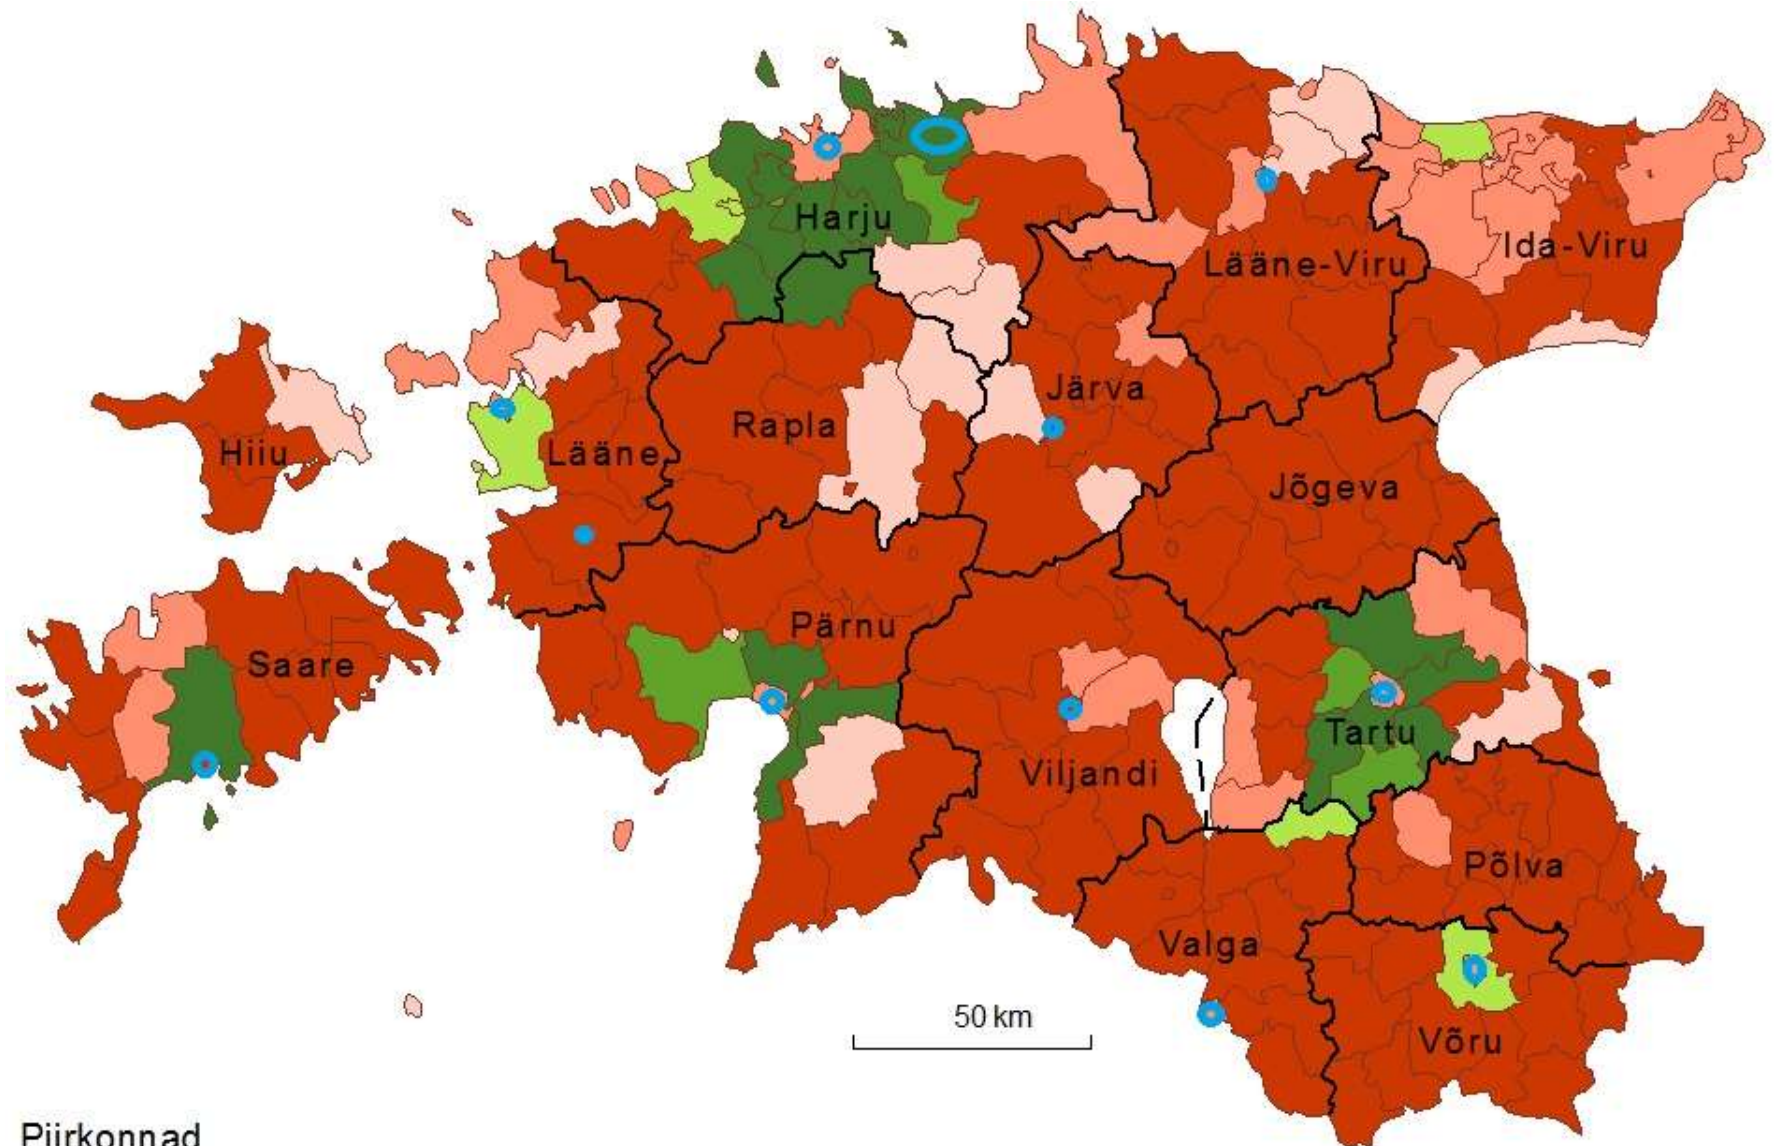 Harju
Ida-Viru
Lääne-Viru
Järva
Rapla
Hiiu
Lääne
Jõgeva
Pärnu
Saare
Tartu
Viljandi
Põlva
Valga
50 km
Võru
Piirkonnad